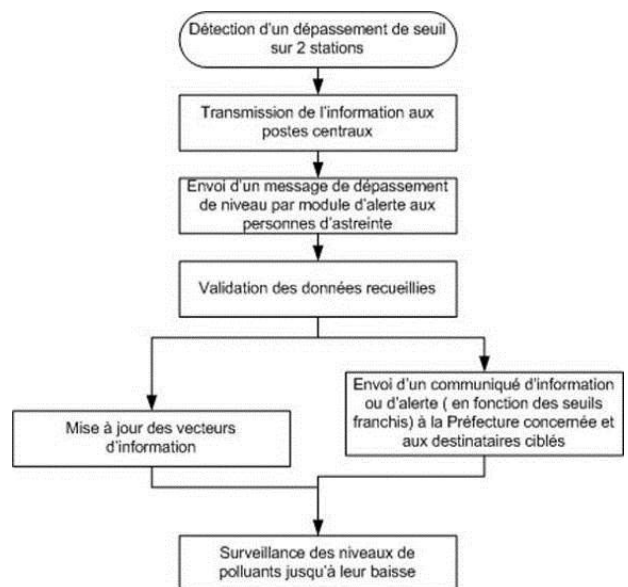 Détection d'un dépassement de seuil
sur 2 stations
Transmission de l'information aux
postes centraux
Envoi d'un message de dépassement
de niveau par module d'alerte aux
personnes d'astreinte
Validation des données recueillies
Mise à jour des vecteurs
d'information
Envoi d'un communiqué d'information
ou d'alerte ( en fonction des seuils
franchis) à la Préfecture concernée et
aux destinataires ciblés
Surveillance des niveaux de
polluants jusqu'à leur baisse